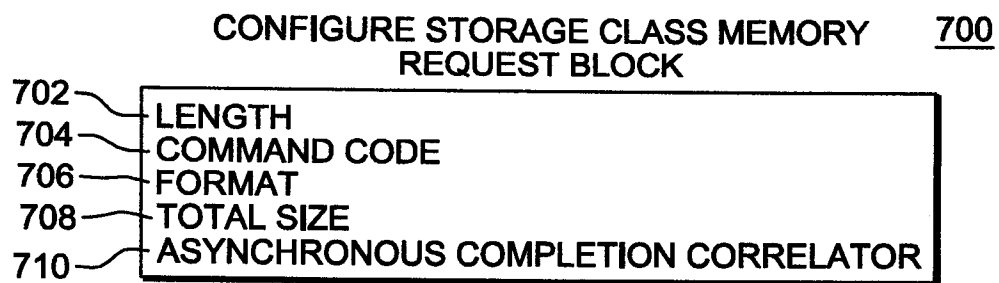 CONFIGURE STORAGE CLASS MEMORY 700
REQUEST BLOCK
702 LENGTH
704 COMMAND CODE
706 FORMAT
708 TOTAL SIZE
710 ASYNCHRONOUS COMPLETION CORRELATOR